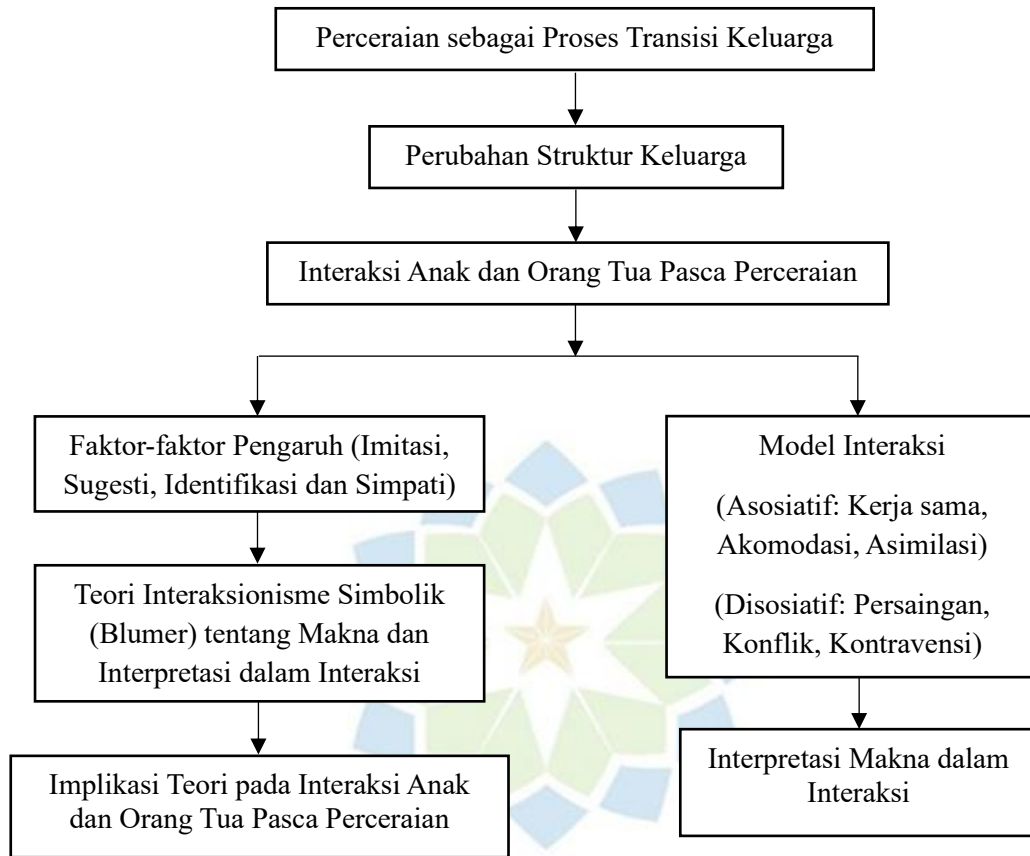 Perceraian sebagai Proses Transisi Keluarga
Perubahan Struktur Keluarga
Interaksi Anak dan Orang Tua Pasca Perceraian
Faktor-faktor Pengaruh (Imitasi,
Sugesti, Identifikasi dan Simpati)
Teori Interaksionisme Simbolik
(Blumer) tentang Makna dan
Interpretasi dalam Interaksi
Implikasi Teori pada Interaksi Anak
dan Orang Tua Pasca Perceraian
Model Interaksi
(Asosiatif: Kerja sama,
Akomodasi, Asimilasi)
(Disosiatif: Persaingan,
Konflik, Kontravensi)
Interpretasi Makna dalam
Interaksi